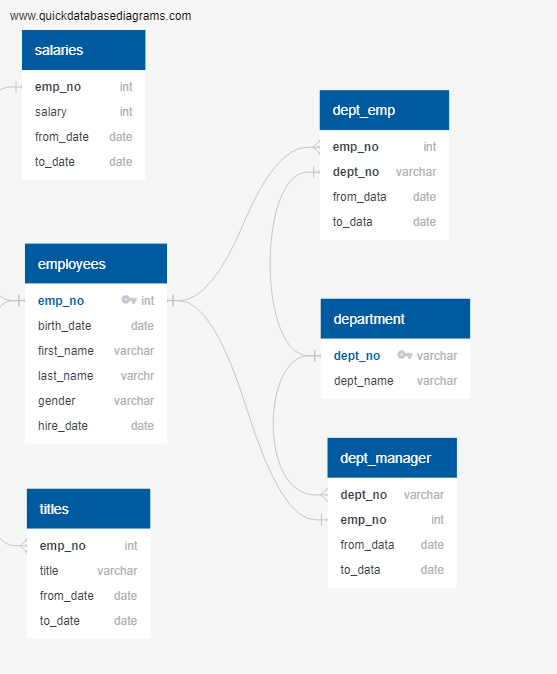 www.quickdatabasediagrams.com
salaries
emp_no int
salary int
from_date date
to_date date
employees
emp_no int
birth_date date
first_name varchar
last_name varchr
gender varchar
hire_date date
titles
emp_no int
title varchar
from_date date
to_date date
dept_emp
emp_no int
dept_no varchar
from_data date
to_data date
department
dept_no varchar
dept_name varchar
dept_manager
dept_no varchar
emp_no int
from_data date
to_data date